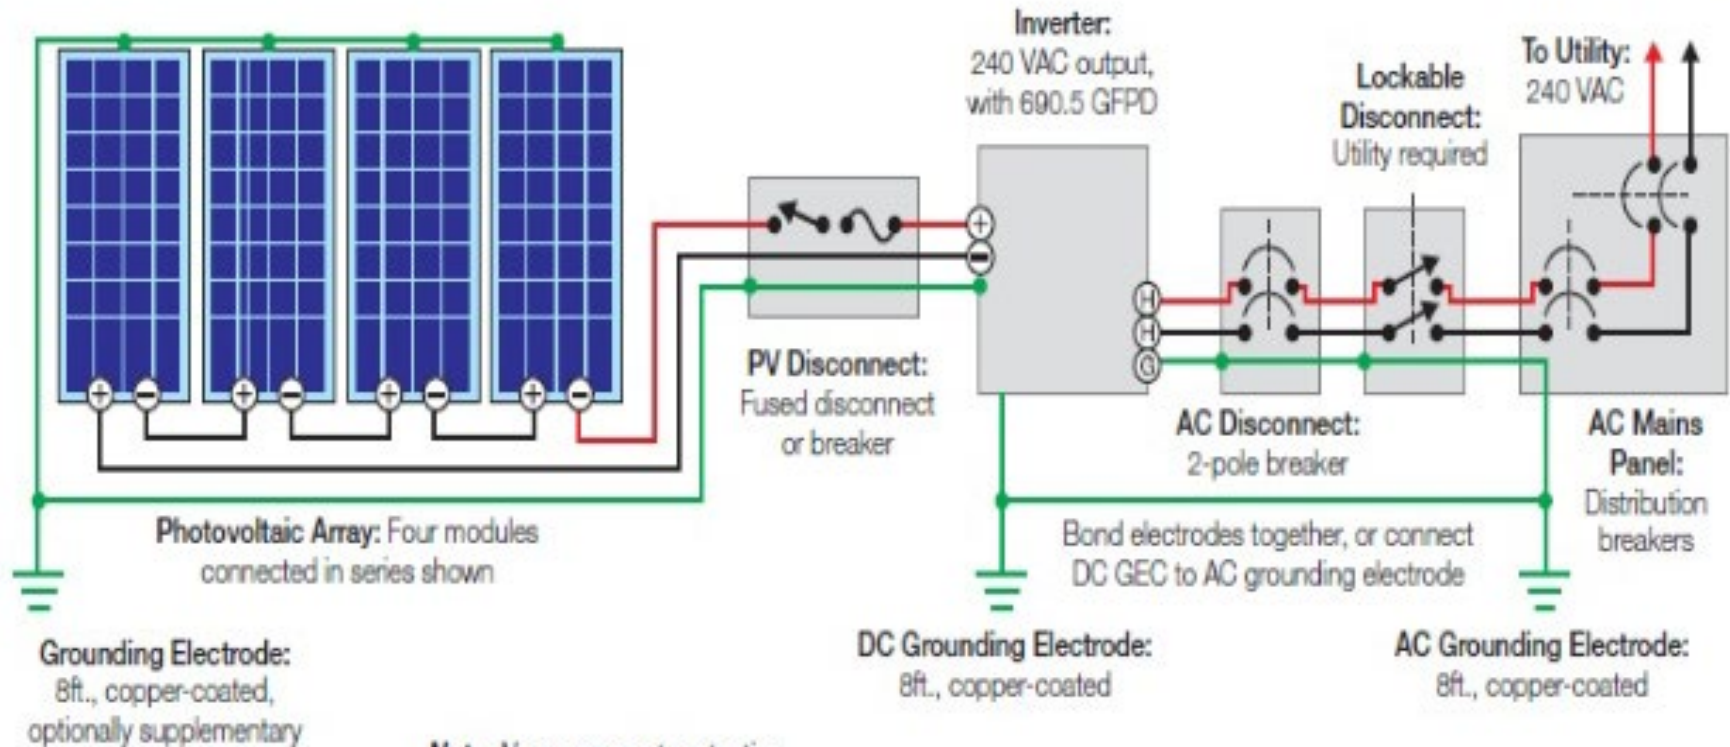 Inverter:
240 VAC output,
with 690.5 GFPD
To Utility:
240 VAC
Lockable
Disconnect:
Utility required
+
−
H
H
G
+
−
+
−
+
−
+
−
PV Disconnect:
Fused disconnect
or breaker
AC Disconnect:
2-pole breaker
AC Mains
Panel:
Distribution
breakers
Photovoltaic Array: Four modules
connected in series shown
Bond electrodes together, or connect
DC GEC to AC grounding electrode
Grounding Electrode:
8ft., copper-coated,
optionally supplementary
DC Grounding Electrode:
8ft., copper-coated
AC Grounding Electrode:
8ft., copper-coated